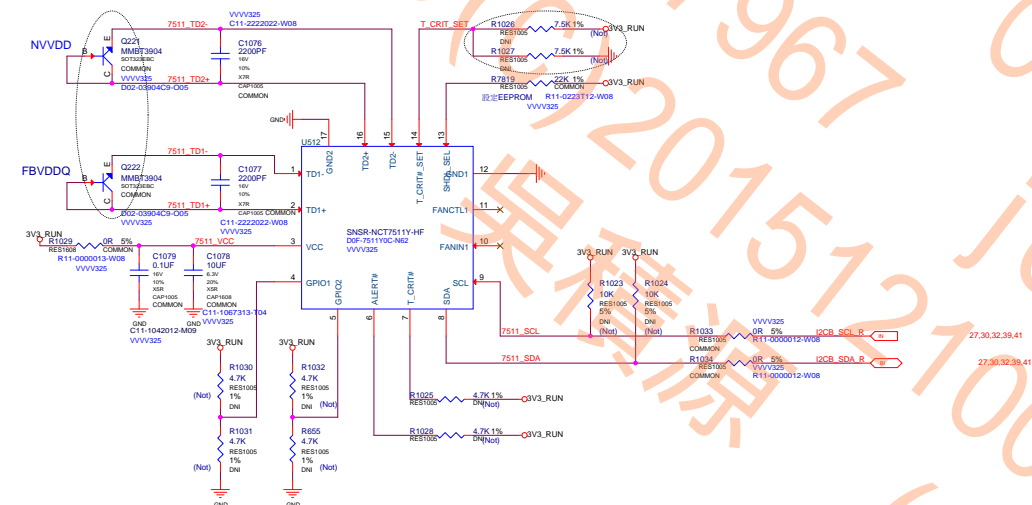 7511_TD2-
VVVV325
C11-2222022-W08
NVVDD
B
E
C
Q221
MMBT3904
SOT323EBC
COMMON
VVVV325
D02-03904C9-O05
7511_TD2+
C1076
2200PF
16V
10%
X7R
CAP1005
COMMON
T_CRIT_SET
R1026
RES1005
DNI
7.5K 1%
(Not)
3V3_RUN
R1027
RES1005
DNI
7.5K 1%
(Not)
R7819
RES1005
22K 1%
COMMON
3V3_RUN
設定EEPROM
R11-0223T12-W08
VVVV325
GND
U512
17
16
15
14
13
GND2
TD2+
TD2-
T_CRIT#_SET
SHDN_SEL
FBVDDQ
B
E
C
Q222
MMBT3904
SOT323EBC
COMMON
D02-03904C9-O05
VVVV325
7511_TD1-
7511_TD1+
C1077
2200PF
16V
10%
X7R
CAP1005 COMMON
C11-2222022-W08
VVVV325
1
TD1-
2
TD1+
3
VCC
4
GPIO1
12
GND1
11
FANCTL1
10
FANIN1
9
SCL
SNSR-NCT7511Y-HF
D0F-7511Y0C-N62
VVVV325
5
GPIO2
6
ALERT#
7
T_CRIT#
8
SDA
3V3_RUN
R1029
RES1608
0R 5%
COMMON
R11-0000013-W08
VVVV325
7511_VCC
C1079
0.1UF
16V
10%
X5R
CAP1005
COMMON
GND
C11-1042012-M09
VVVV325
C1078
10UF
6.3V
20%
X5R
CAP1608
COMMON
C11-1067313-T04
GND
VVVV325
3V3_RUN
3V3_RUN
R1023
10K
RES1005
5%
DNI
(Not)
R1024
10K
RES1005
5%
DNI
(Not)
7511_SCL
R1033
RES1005
COMMON
VVVV325
0R 5%
R11-0000012-W08
I2CB_SCL_R
IN
27,30,32,39,41
7511_SDA
R1034
RES1005
COMMON
0R 5%
VVVV325
R11-0000012-W08
I2CB_SDA_R
27,30,32,39,41
3V3_RUN
R1030
4.7K
RES1005
1%
DNI
(Not)
R1031
4.7K
RES1005
1%
DNI
(Not)
GND
3V3_RUN
R1032
4.7K
RES1005
1%
DNI
(Not)
R655
4.7K
RES1005
1%
DNI
(Not)
GND
R1025
RES1005
4.7K 1%
DNI
(Not)
3V3_RUN
R1028
RES1005
4.7K 1%
DNI
(Not)
3V3_RUN
吳椿源